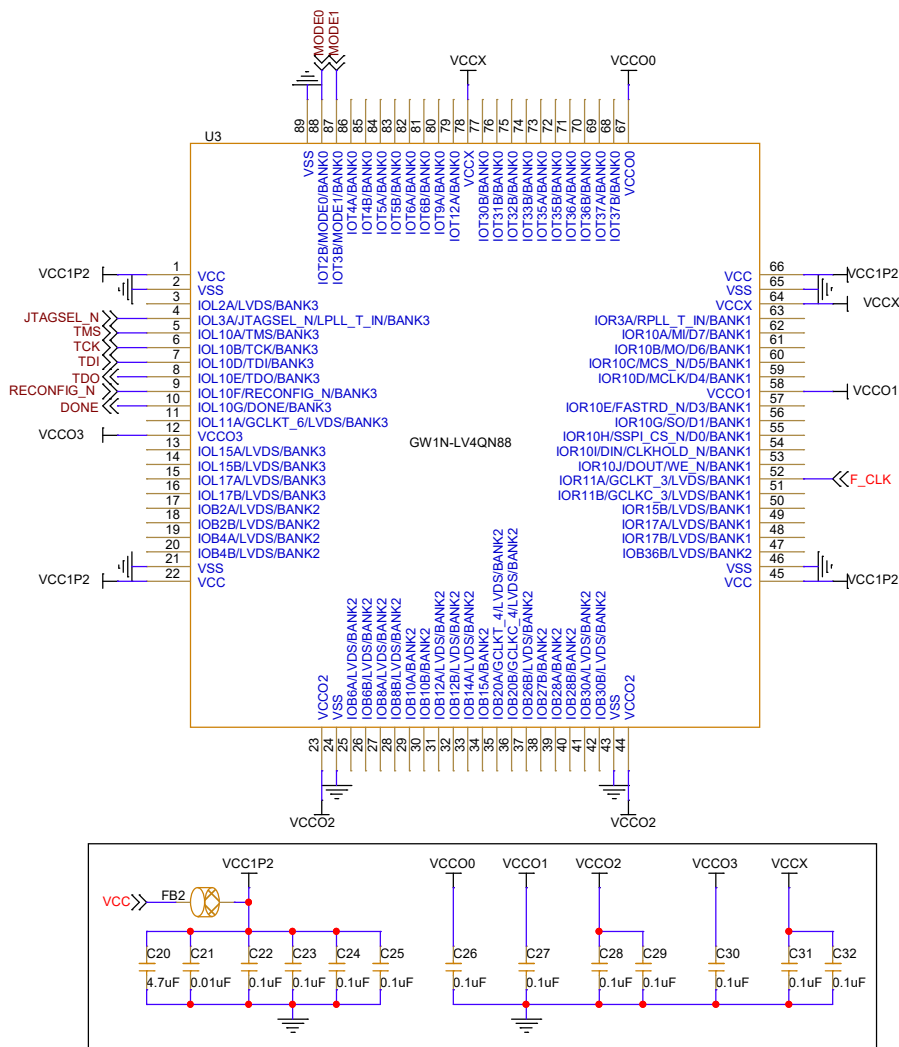 MODE0
MODE1
VCCX
VCCO0
U3
89 VSS
88 IOT2B/MODE0/BANK0
87 IOT3B/MODE1/BANK0
86 IOT4A/BANK0
85 IOT4B/BANK0
84 IOT5A/BANK0
83 IOT5B/BANK0
82 IOT6A/BANK0
81 IOT6B/BANK0
80 IOT9A/BANK0
79 IOT12A/BANK0
78 VCCX
77 IOT30B/BANK0
76 IOT31B/BANK0
75 IOT32B/BANK0
74 IOT33B/BANK0
73 IOT35A/BANK0
72 IOT35B/BANK0
71 IOT36A/BANK0
70 IOT36B/BANK0
69 IOT37A/BANK0
68 IOT37B/BANK0
67 VCCO0
VCC1P2 1 VCC
2 VSS
3 IOL2A/LVDS/BANK3
JTAGSEL_N 4 IOL3A/JTAGSEL_N/LPLL_T_IN/BANK3
TMS 5 IOL10A/TMS/BANK3
TCK 6 IOL10B/TCK/BANK3
TDI 7 IOL10D/TDI/BANK3
TDO 8 IOL10E/TDO/BANK3
RECONFIG_N 9 IOL10F/RECONFIG_N/BANK3
DONE 10 IOL10G/DONE/BANK3
11 IOL11A/GCLKT_6/LVDS/BANK3
VCCO3 12 VCCO3
13 IOL15A/LVDS/BANK3
14 IOL15B/LVDS/BANK3
15 IOL17A/LVDS/BANK3
16 IOL17B/LVDS/BANK3
17 IOB2A/LVDS/BANK2
18 IOB2B/LVDS/BANK2
19 IOB4A/LVDS/BANK2
20 IOB4B/LVDS/BANK2
21 VSS
VCC1P2 22 VCC
GW1N-LV4QN88
VCC 66 VCC1P2
VSS 65
VCCX 64 VCCX
IOR3A/RPLL_T_IN/BANK1 63
IOR10A/MI/D7/BANK1 62
IOR10B/MO/D6/BANK1 61
IOR10C/MCS_N/D5/BANK1 60
IOR10D/MCLK/D4/BANK1 59
VCCO1 58 VCCO1
IOR10E/FASTRD_N/D3/BANK1 57
IOR10G/SO/D1/BANK1 56
IOR10H/SSPI_CS_N/D0/BANK1 55
IOR10I/DIN/CLKHOLD_N/BANK1 54
IOR10J/DOUT/WE_N/BANK1 53
IOR11A/GCLKT_3/LVDS/BANK1 52 F_CLK
IOR11B/GCLKC_3/LVDS/BANK1 51
IOR15B/LVDS/BANK1 50
IOR17A/LVDS/BANK1 49
IOR17B/LVDS/BANK1 48
IOB36B/LVDS/BANK2 47
VSS 46
VCC 45 VCC1P2
VCCO2 23
VSS 24
IOB6A/LVDS/BANK2 25
IOB6B/LVDS/BANK2 26
IOB8A/LVDS/BANK2 27
IOB8B/LVDS/BANK2 28
IOB10A/BANK2 29
IOB10B/BANK2 30
IOB12A/LVDS/BANK2 31
IOB12B/LVDS/BANK2 32
IOB14A/LVDS/BANK2 33
IOB15A/BANK2 34
IOB20A/GCLKT_4/LVDS/BANK2 35
IOB20B/GCLKC_4/LVDS/BANK2 36
IOB26B/LVDS/BANK2 37
IOB27B/BANK2 38
IOB28A/BANK2 39
IOB28B/BANK2 40
IOB30A/LVDS/BANK2 41
IOB30B/LVDS/BANK2 42
VSS 43
VCCO2 44
VCCO2 VCCO2
VCC1P2 VCCO0 VCCO1 VCCO2 VCCO3 VCCX
VCC FB2
C20 C21 C22 C23 C24 C25 C26 C27 C28 C29 C30 C31 C32
4.7uF 0.01uF 0.1uF 0.1uF 0.1uF 0.1uF 0.1uF 0.1uF 0.1uF 0.1uF 0.1uF 0.1uF 0.1uF